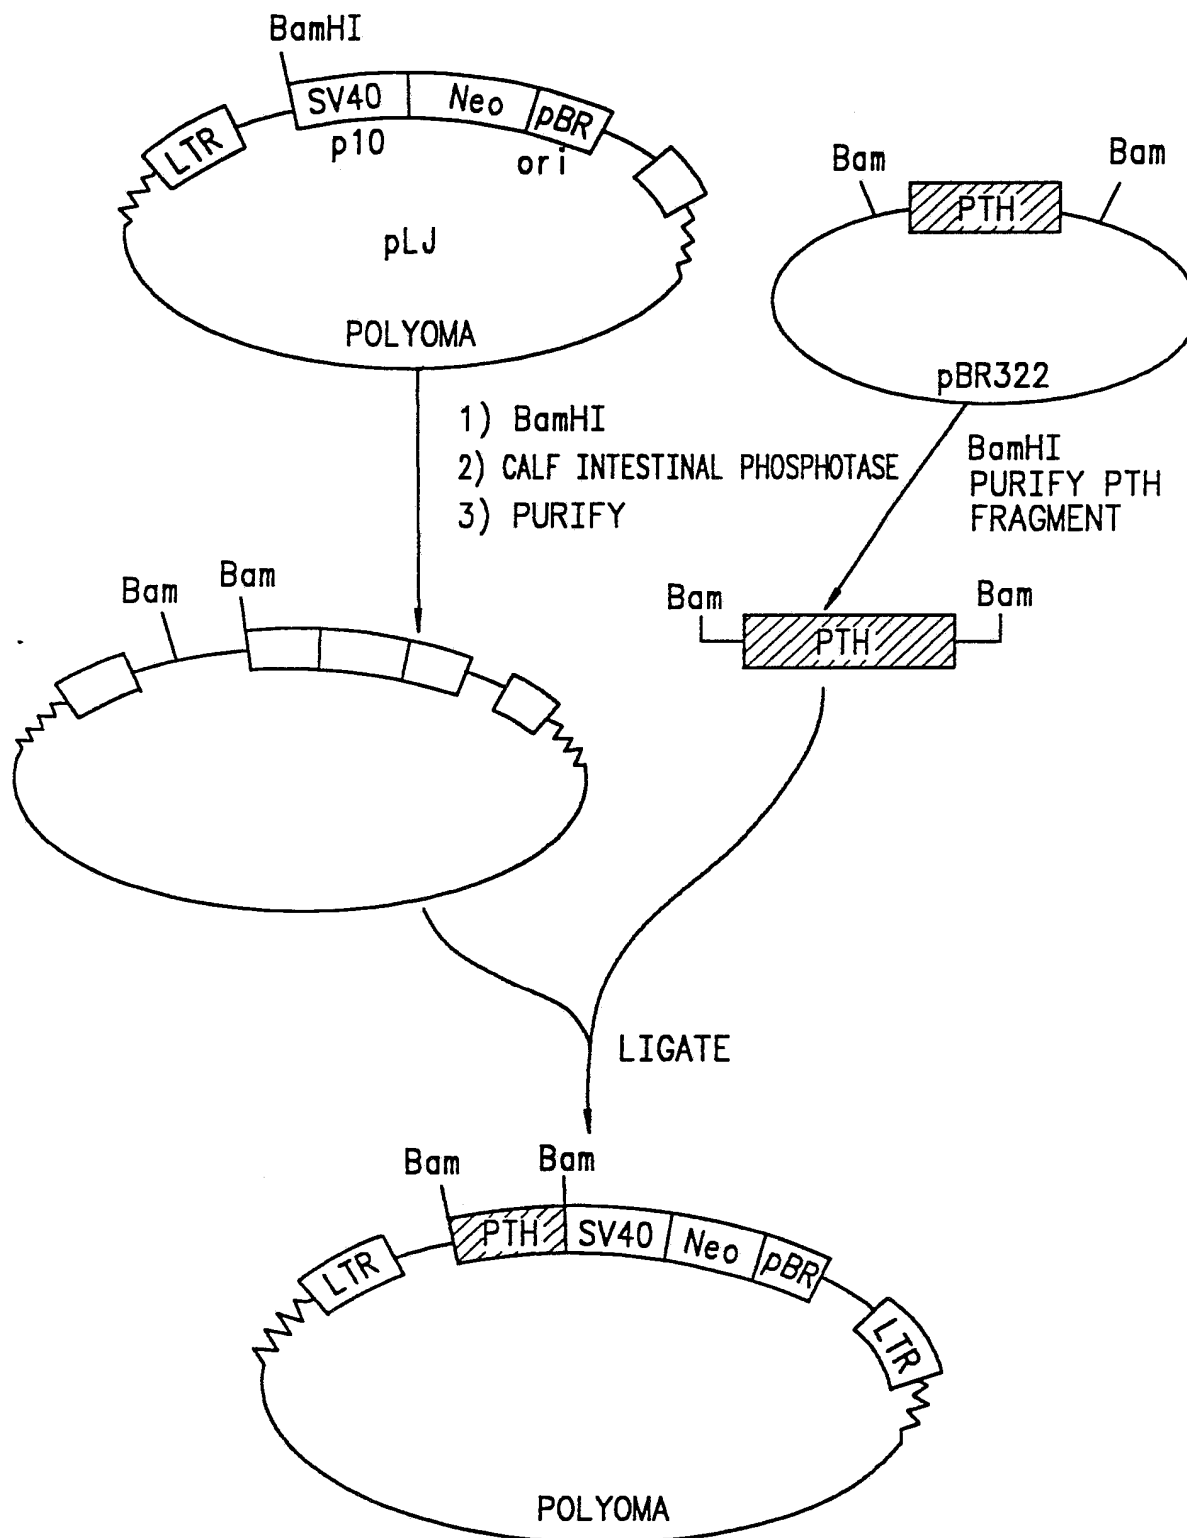 BamHI
SV40
Neo
pBR
LTR
p10
ori
pLJ
POLYOMA
Bam
Bam
PTH
pBR322
1) BamHI
2) CALF INTESTINAL PHOSPHOTASE
3) PURIFY
BamHI
PURIFY PTH
FRAGMENT
Bam
Bam
Bam
Bam
PTH
LIGATE
Bam
Bam
PTH
SV40
Neo
pBR
LTR
LTR
POLYOMA